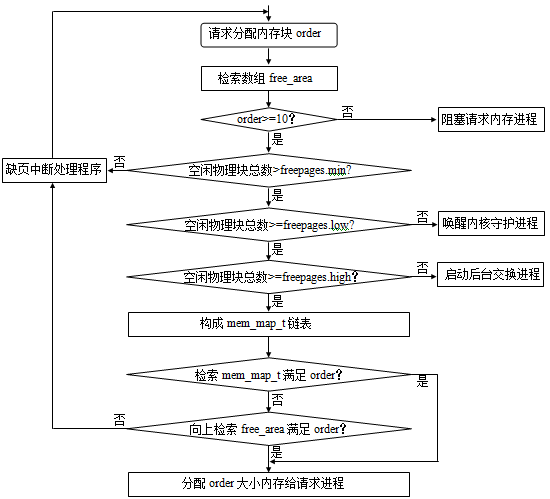 请求分配内存块 order
检索数组 free_area
order>=10?
否
阻塞请求内存进程
是
缺页中断处理程序
否
空闲物理块总数>freepages.min?
是
空闲物理块总数>=freepages.low?
否
唤醒内核守护进程
是
空闲物理块总数>=freepages.high?
否
启动后台交换进程
是
构成 mem_map_t 链表
检索 mem_map_t 满足 order?
是
否
否
向上检索 free_area 满足 order?
是
分配 order 大小内存给请求进程